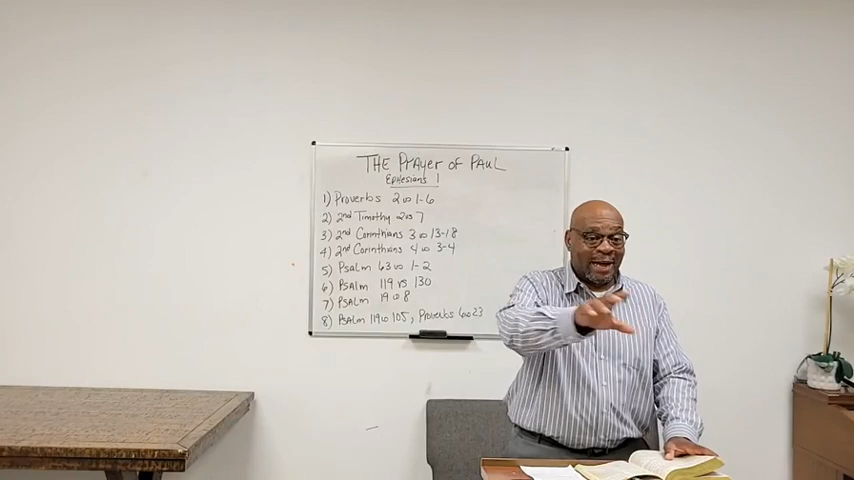 THE PRAYER OF PAUL
EPhesians 1
1) Proverbs 2 vs 1-6
2) 2nd Timothy 2 vs 7
3) 2nd Corinthians 3 vs 13-18
4) 2nd Corinthians 4 vs 3-4
5) Psalm 63 vs 1-2
6) Psalm 119 vs 130
7) Psalm 19 vs 8
8) Psalm 119 vs 105, Proverbs 6 vs 23